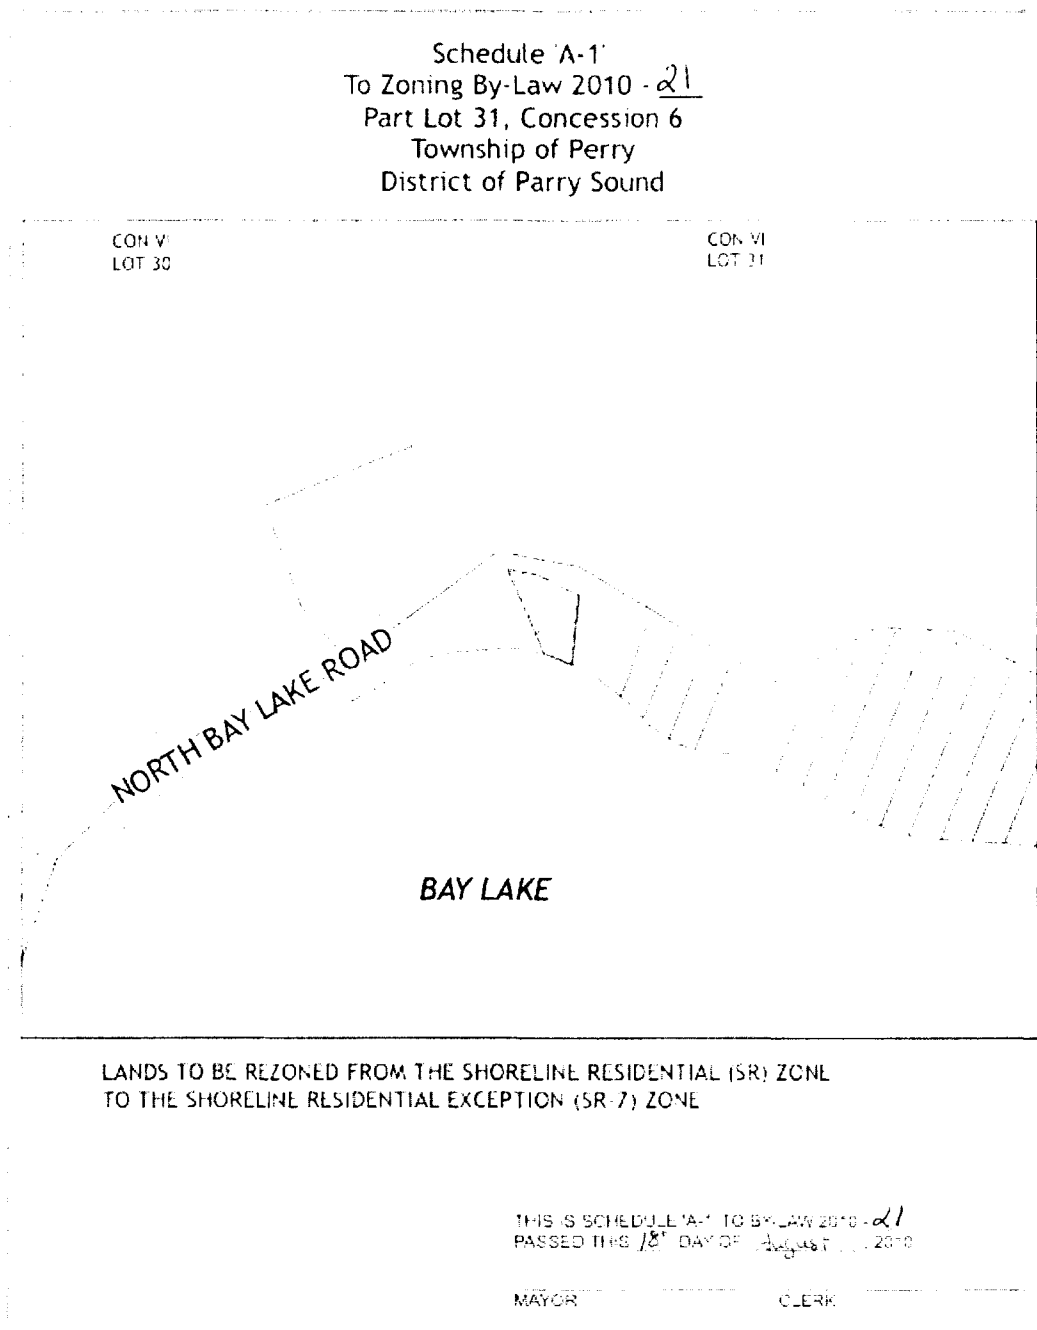 Schedule 'A-1'
To Zoning By-Law 2010 - 21
Part Lot 31, Concession 6
Township of Perry
District of Parry Sound
CON VI
LOT 30
CON VI
LOT 31
NORTH BAY LAKE ROAD
BAY LAKE
LANDS TO BE REZONED FROM THE SHORELINE RESIDENTIAL (SR) ZONE
TO THE SHORELINE RESIDENTIAL EXCEPTION (SR-7) ZONE
THIS IS SCHEDULE 'A-1' TO BY-LAW 2010 - 21
PASSED THIS 18th DAY OF August 2010
MAYOR
CLERK